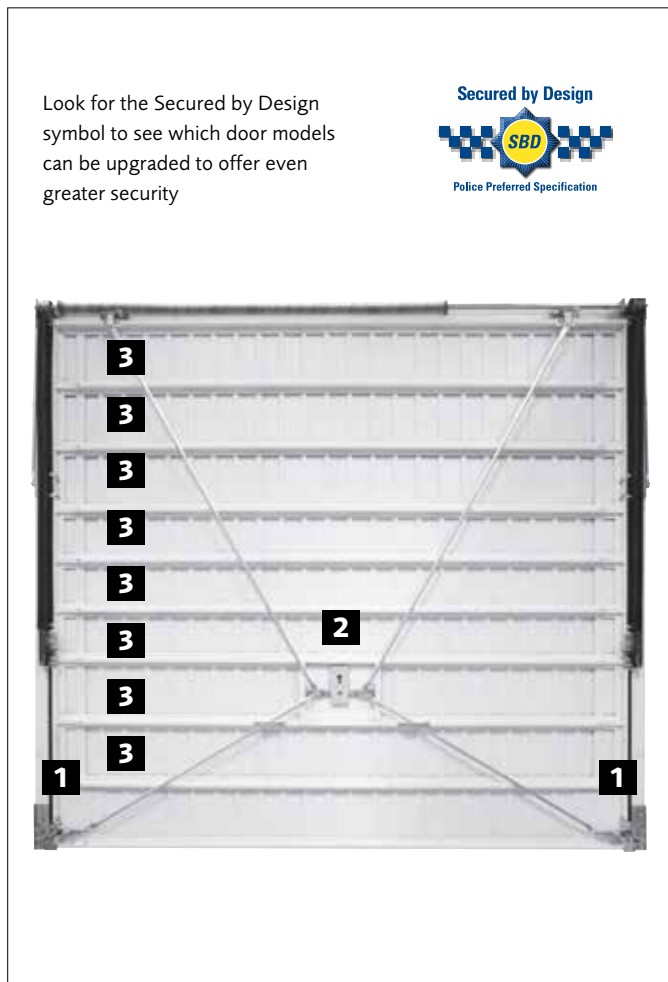 Look for the Secured by Design
symbol to see which door models
can be upgraded to offer even
greater security
Secured by Design
SBD
Police Preferred Specification
3
3
3
3
3
3
2
3
3
1
1